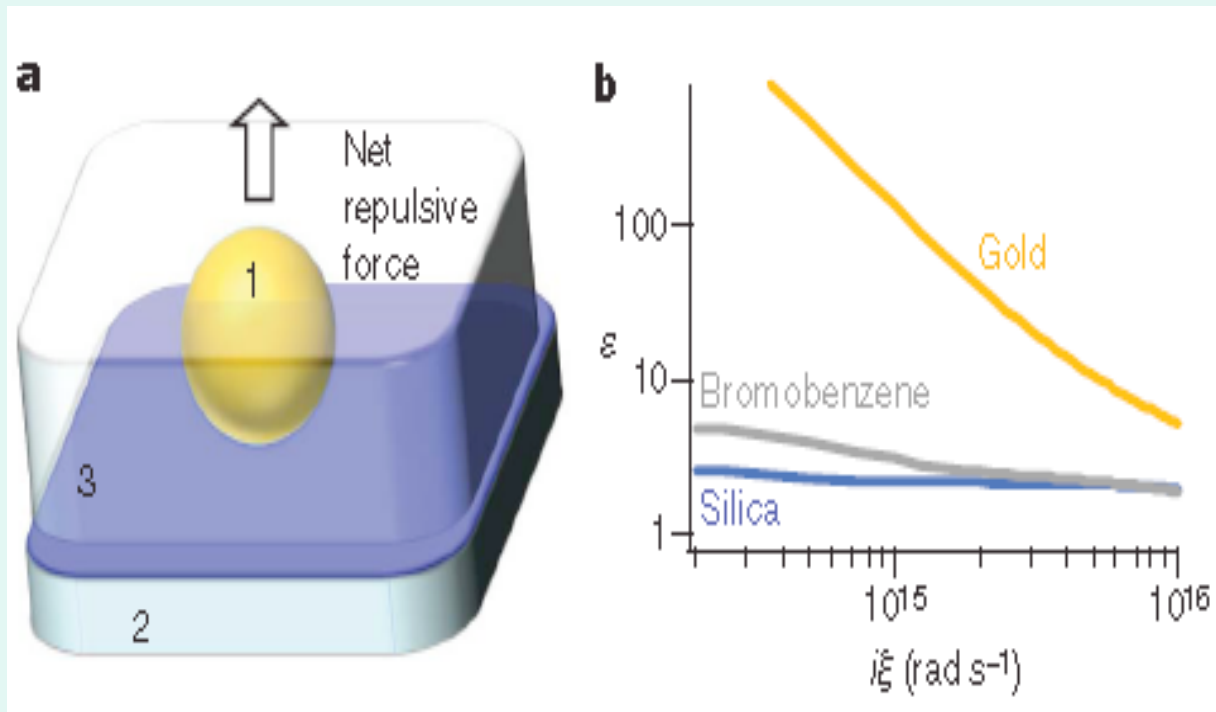 a
Net
repulsive
force
1
3
2
b
100
Gold
ε
10
Bromobenzene
Silica
1
10¹⁵
10¹⁶
iξ (rad s⁻¹)